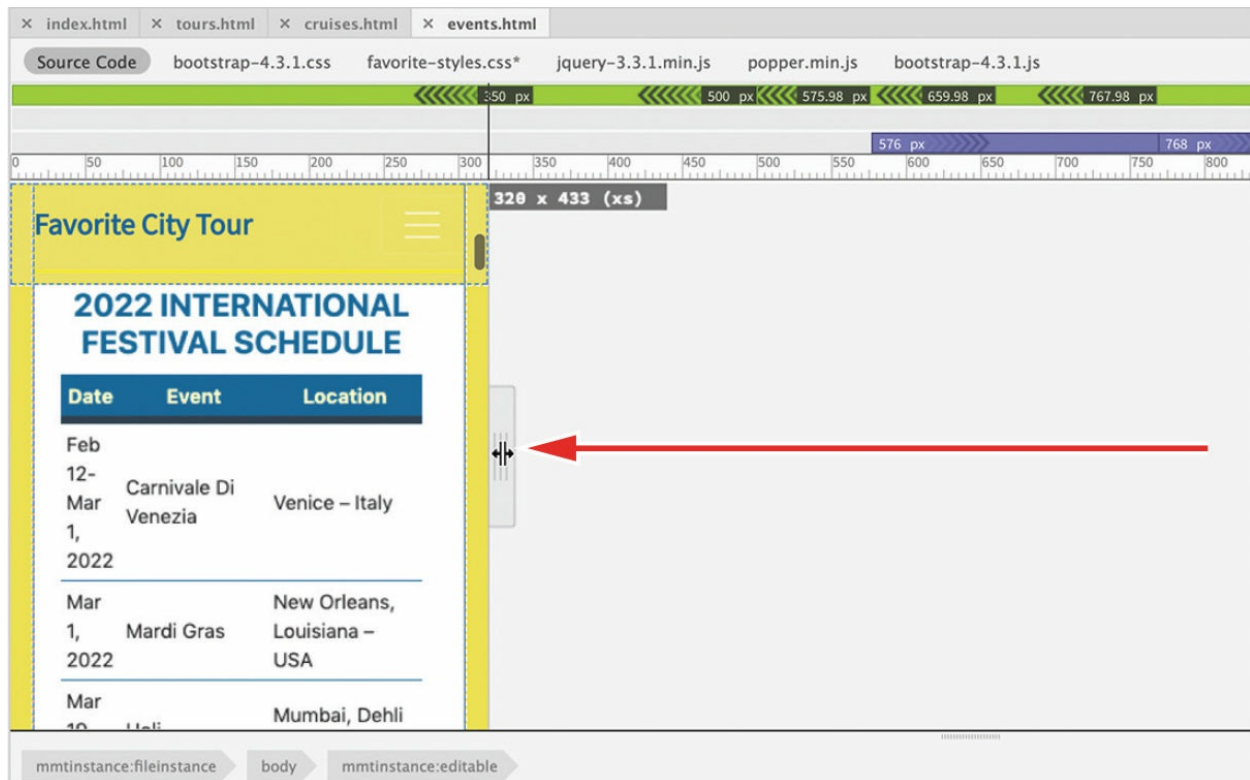 × index.html × tours.html × cruises.html × events.html
Source Code bootstrap-4.3.1.css favorite-styles.css* jquery-3.3.1.min.js popper.min.js bootstrap-4.3.1.js
350 px 500 px 575.98 px 659.98 px 767.98 px
576 px 768 px
0 50 100 150 200 250 300 350 400 450 500 550 600 650 700 750 800
320 x 433 (xs)
Favorite City Tour
2022 INTERNATIONAL
FESTIVAL SCHEDULE
Date Event Location
Feb
12-
Mar
1,
2022
Carnivale Di
Venezia
Venice – Italy
Mar
1,
2022
Mardi Gras
New Orleans,
Louisiana –
USA
Mar
Mumbai, Dehli
mmtinstance:fileinstance body mmtinstance:editable